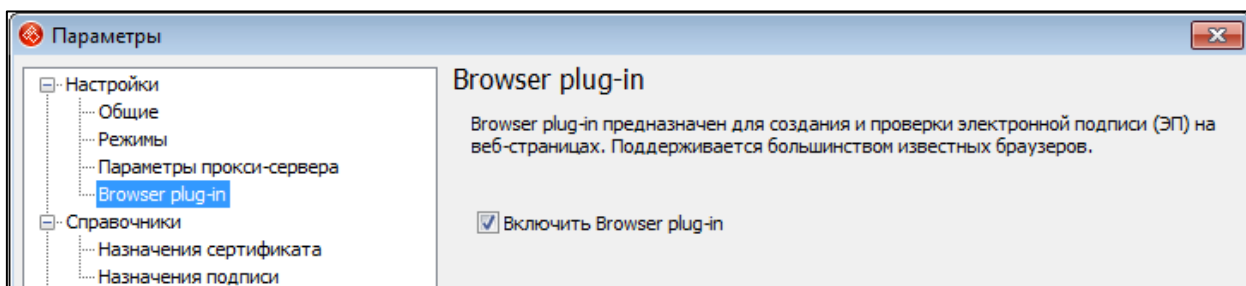 Параметры
Настройки
Общие
Режимы
Параметры прокси-сервера
Browser plug-in
Справочники
Назначения сертификата
Назначения подписи
Browser plug-in
Browser plug-in предназначен для создания и проверки электронной подписи (ЭП) на
веб-страницах. Поддерживается большинством известных браузеров.
Включить Browser plug-in